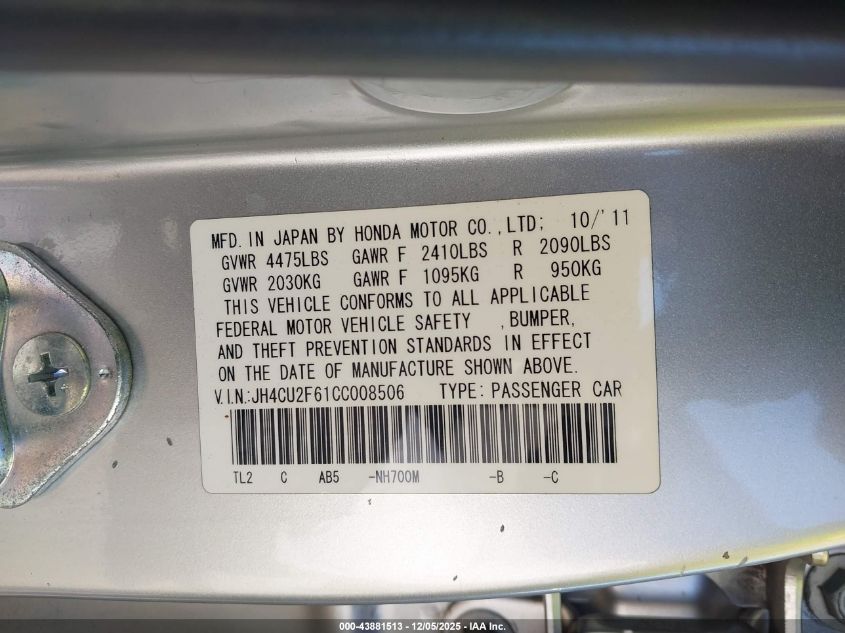 MFD. IN JAPAN BY HONDA MOTOR CO.,LTD; 10/'11
GVWR 4475LBS GAWR F 2410LBS R 2090LBS
GVWR 2030KG GAWR F 1095KG R 950KG
THIS VEHICLE CONFORMS TO ALL APPLICABLE
FEDERAL MOTOR VEHICLE SAFETY ,BUMPER,
AND THEFT PREVENTION STANDARDS IN EFFECT
ON THE DATE OF MANUFACTURE SHOWN ABOVE.
V.I.N:JH4CU2F61CC008506 TYPE:PASSENGER CAR
TL2 C AB5 -NH700M -B -C
000-43881513 - 12/05/2025 - IAA Inc.